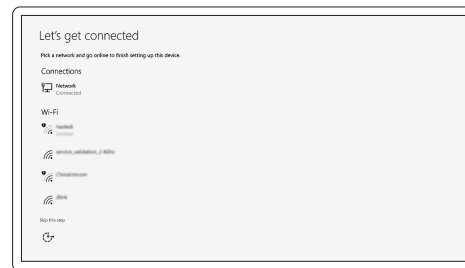 Let's get connected
Pick a network and go online to finish setting up this device.
Connections
Network
Connected
Wi-Fi
service_validation_2.4Ghz
ChinaUnicom
dlink
Skip this step